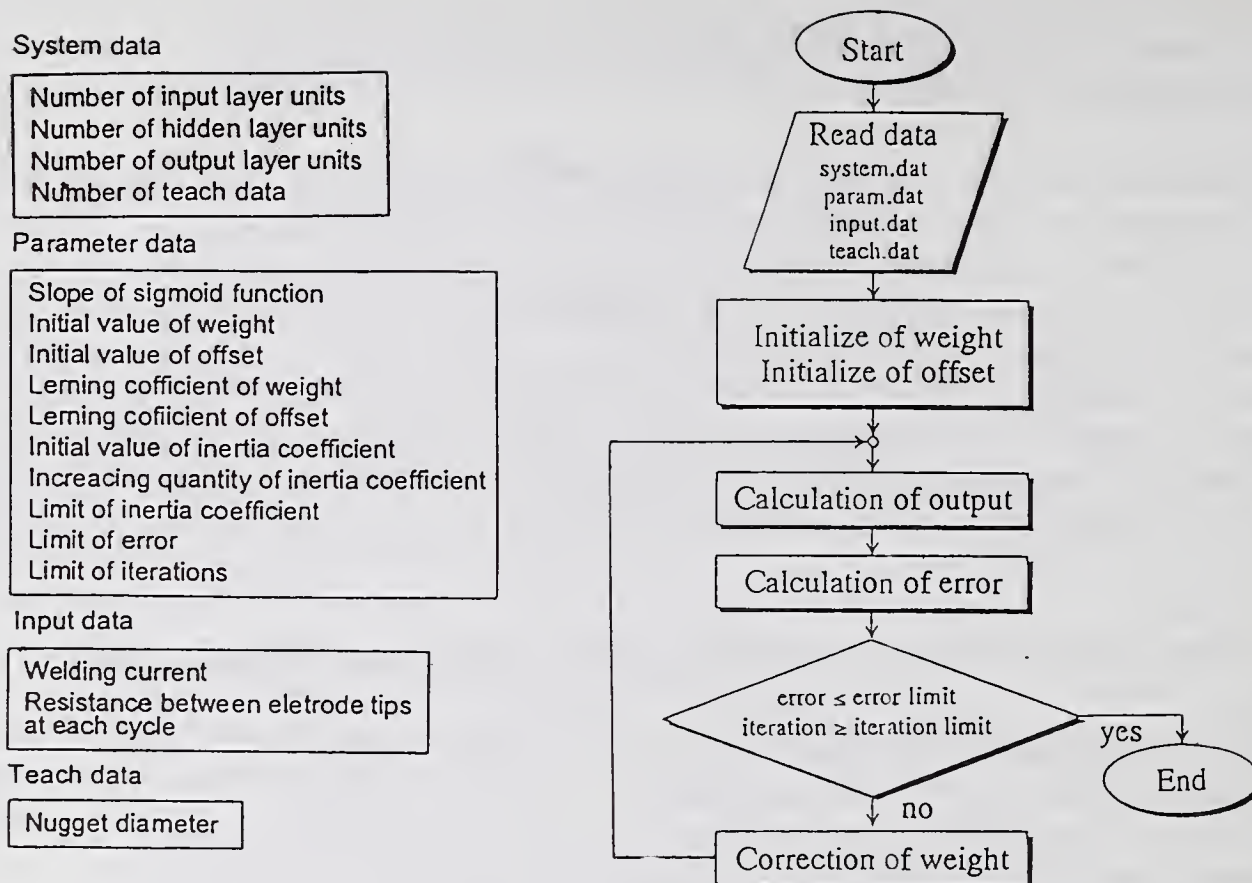 System data
Number of input layer units
Number of hidden layer units
Number of output layer units
Number of teach data
Parameter data
Slope of sigmoid function
Initial value of weight
Initial value of offset
Lerning cofficient of weight
Lerning cofiicient of offset
Initial value of inertia coefficient
Increacing quantity of inertia coefficient
Limit of inertia coefficient
Limit of error
Limit of iterations
Input data
Welding current
Resistance between eletrode tips
at each cycle
Teach data
Nugget diameter
Start
Read data
system.dat
param.dat
input.dat
teach.dat
Initialize of weight
Initialize of offset
Calculation of output
Calculation of error
error ≤ error limit
iteration ≥ iteration limit
yes
End
no
Correction of weight